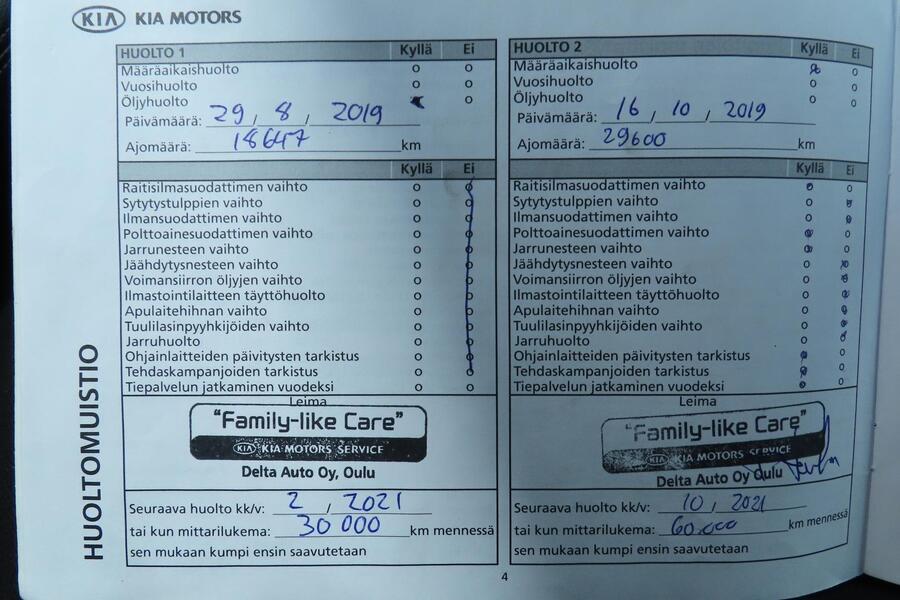 KIA KIA MOTORS
HUOLTOMUISTIO
HUOLTO 1 Kyllä Ei
Määräaikaishuolto o o
Vuosihuolto o o
Öljyhuolto o
Päivämäärä: 29, 8, 2019
Ajomäärä: 18647 km
Kyllä Ei
Raitisilmasuodattimen vaihto o o
Sytytystulppien vaihto o o
Ilmansuodattimen vaihto o o
Polttoainesuodattimen vaihto o o
Jarrunesteen vaihto o o
Jäähdytysnesteen vaihto o o
Voimansiirron öljyjen vaihto o o
Ilmastointilaitteen täyttöhuolto o o
Apulaitehihnan vaihto o o
Tuulilasinpyyhkijöiden vaihto o o
Jarruhuolto o o
Ohjainlaitteiden päivitysten tarkistus o o
Tehdaskampanjoiden tarkistus o o
Tiepalvelun jatkaminen vuodeksi o o
Leima
"Family-like Care"
KIA KIA MOTORS SERVICE
Delta Auto Oy, Oulu
Seuraava huolto kk/v: 2, 2021
tai kun mittarilukema: 30 000 km mennessä
sen mukaan kumpi ensin saavutetaan
HUOLTO 2 Kyllä Ei
Määräaikaishuolto o o
Vuosihuolto o o
Öljyhuolto o o
Päivämäärä: 16, 10, 2019
Ajomäärä: 29600 km
Kyllä Ei
Raitisilmasuodattimen vaihto o o
Sytytystulppien vaihto o o
Ilmansuodattimen vaihto o o
Polttoainesuodattimen vaihto o o
Jarrunesteen vaihto o o
Jäähdytysnesteen vaihto o o
Voimansiirron öljyjen vaihto o o
Ilmastointilaitteen täyttöhuolto o o
Apulaitehihnan vaihto o o
Tuulilasinpyyhkijöiden vaihto o o
Jarruhuolto o o
Ohjainlaitteiden päivitysten tarkistus o o
Tehdaskampanjoiden tarkistus o o
Tiepalvelun jatkaminen vuodeksi o o
Leima
"Family-like Care"
KIA KIA MOTORS SERVICE
Delta Auto Oy Oulu
Seuraava huolto kk/v: 10, 2021
tai kun mittarilukema: 60.000 km mennessä
sen mukaan kumpi ensin saavutetaan
4